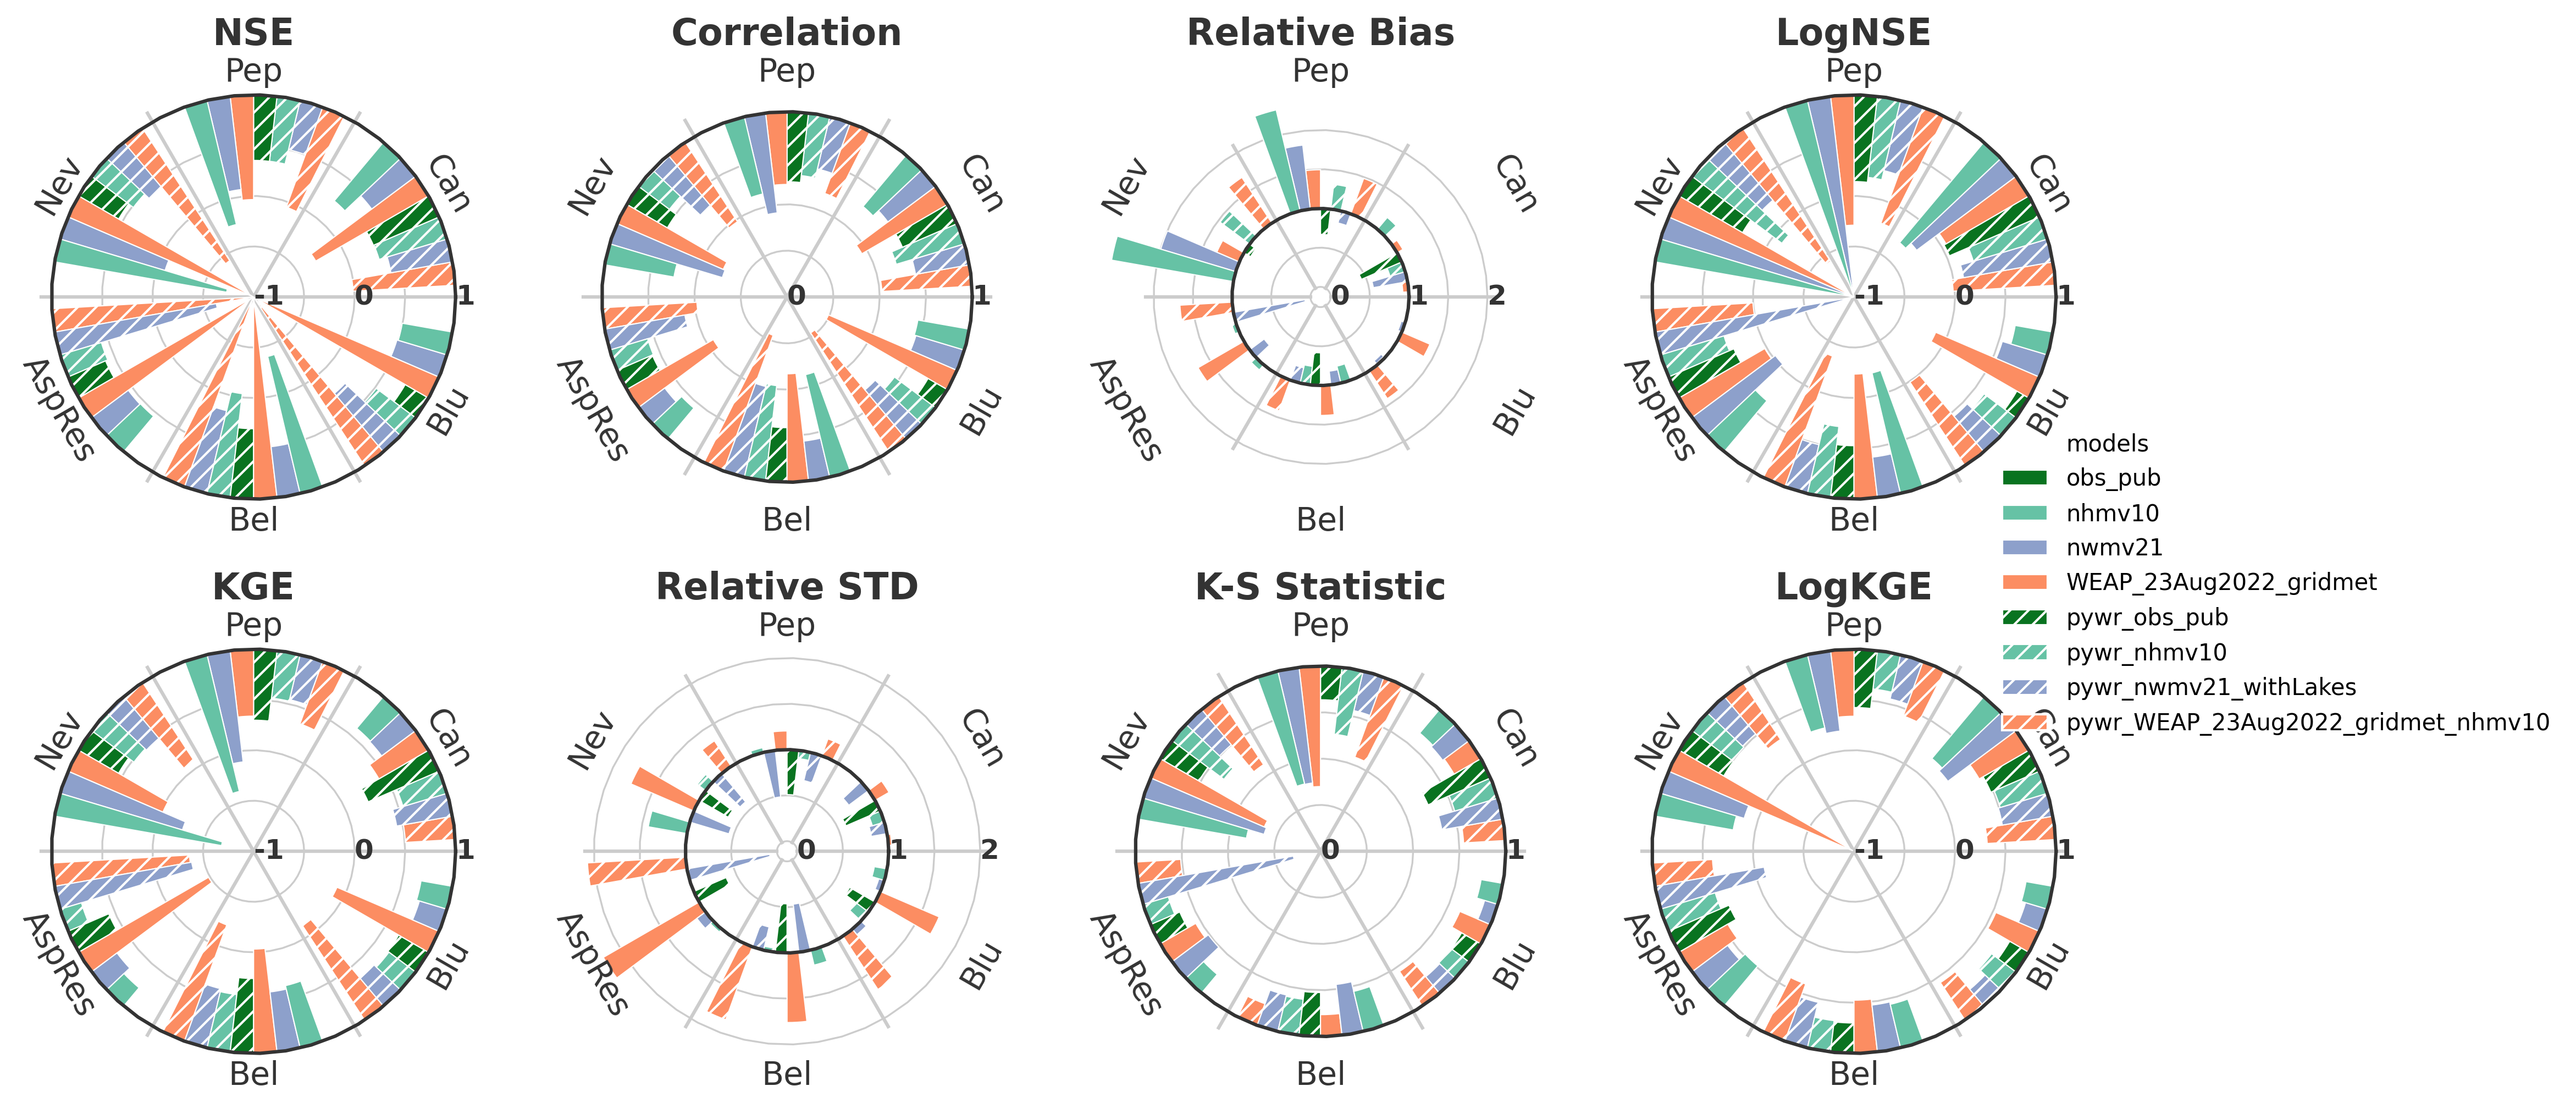 NSE
Pep
Can
Nev
-1
0
1
AspRes
Blu
Bel
Correlation
Pep
Can
Nev
0
1
AspRes
Blu
Bel
Relative Bias
Pep
Can
Nev
0
1
2
AspRes
Blu
Bel
LogNSE
Pep
Can
Nev
-1
0
1
AspRes
Blu
Bel
models
obs_pub
nhmv10
nwmv21
WEAP_23Aug2022_gridmet
pywr_obs_pub
pywr_nhmv10
pywr_nwmv21_withLakes
pywr_WEAP_23Aug2022_gridmet_nhmv10
KGE
Pep
Can
Nev
-1
0
1
AspRes
Blu
Bel
Relative STD
Pep
Can
Nev
0
1
2
AspRes
Blu
Bel
K-S Statistic
Pep
Can
Nev
0
1
AspRes
Blu
Bel
LogKGE
Pep
Can
Nev
-1
0
1
AspRes
Blu
Bel